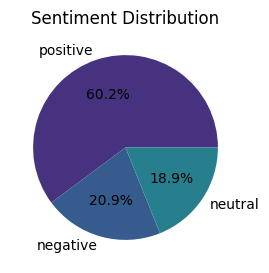 Sentiment Distribution
positive
60.2%
18.9%
20.9%
neutral
negative